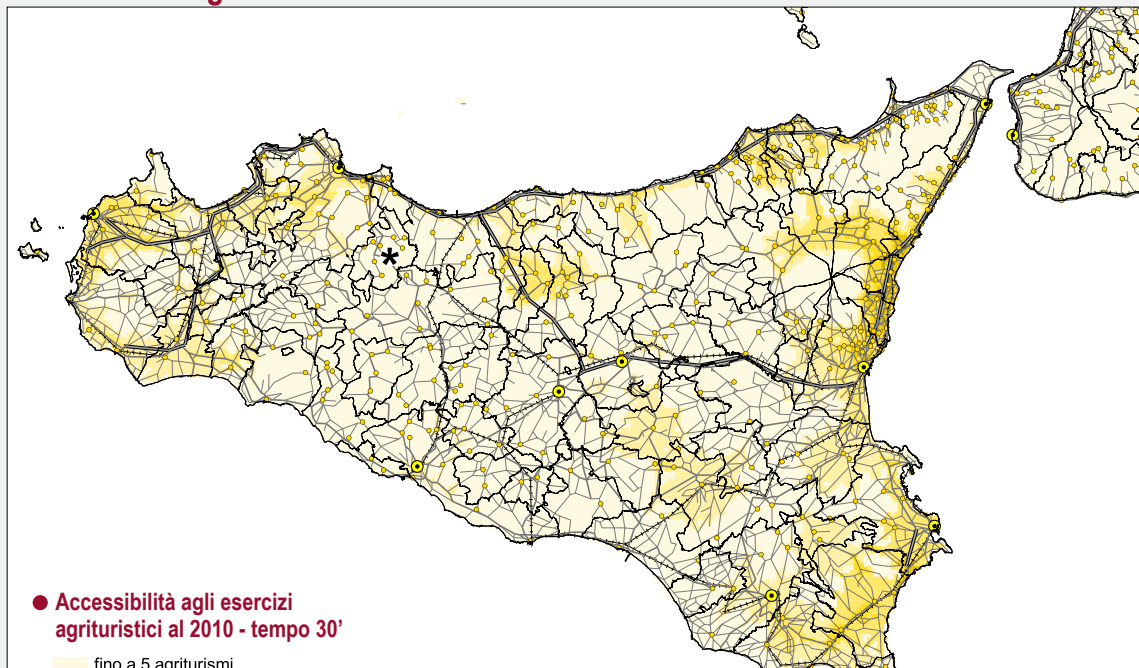 *
● Accessibilità agli esercizi
agrituristici al 2010 - tempo 30’
fino a 5 agriturismi